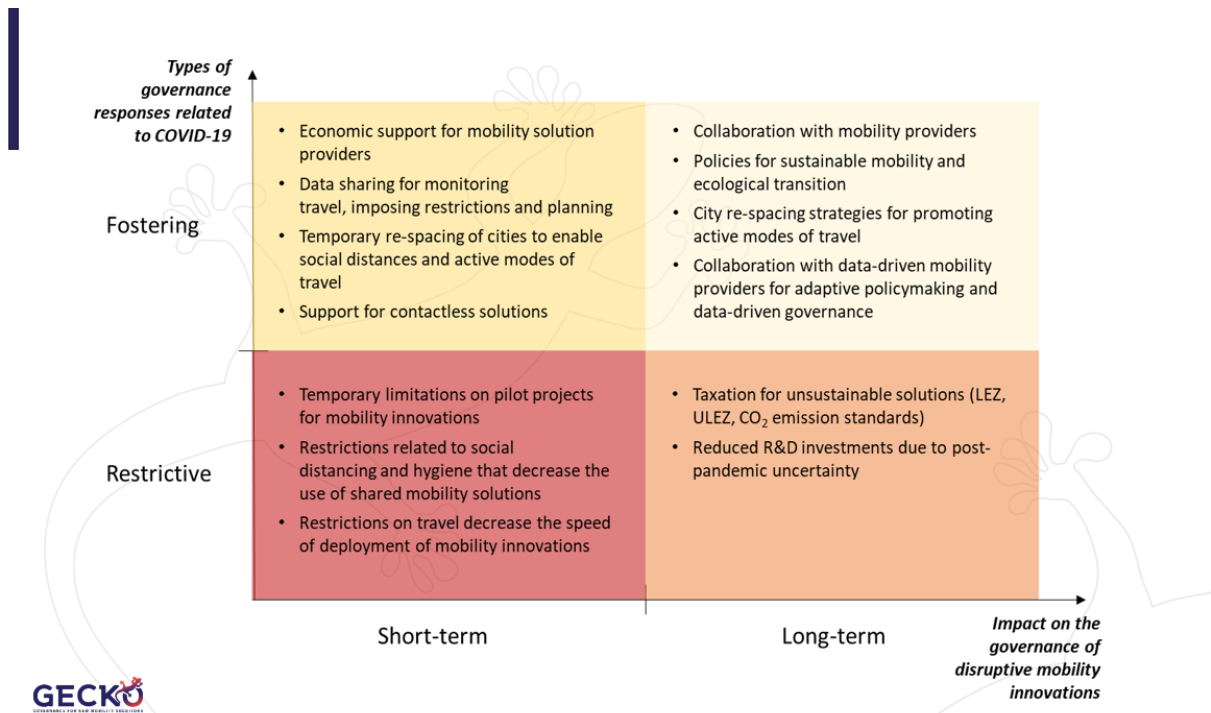 Types of
governance
responses related
to COVID-19
Fostering
• Economic support for mobility solution
providers
• Data sharing for monitoring
travel, imposing restrictions and planning
• Temporary re-spacing of cities to enable
social distances and active modes of
travel
• Support for contactless solutions
• Collaboration with mobility providers
• Policies for sustainable mobility and
ecological transition
• City re-spacing strategies for promoting
active modes of travel
• Collaboration with data-driven mobility
providers for adaptive policymaking and
data-driven governance
Restrictive
• Temporary limitations on pilot projects
for mobility innovations
• Restrictions related to social
distancing and hygiene that decrease the
use of shared mobility solutions
• Restrictions on travel decrease the speed
of deployment of mobility innovations
• Taxation for unsustainable solutions (LEZ,
ULEZ, CO₂ emission standards)
• Reduced R&D investments due to post-
pandemic uncertainty
Short-term
Long-term
Impact on the
governance of
disruptive mobility
innovations
GECKO
GOVERNANCE FOR NEW MOBILITY SOLUTIONS